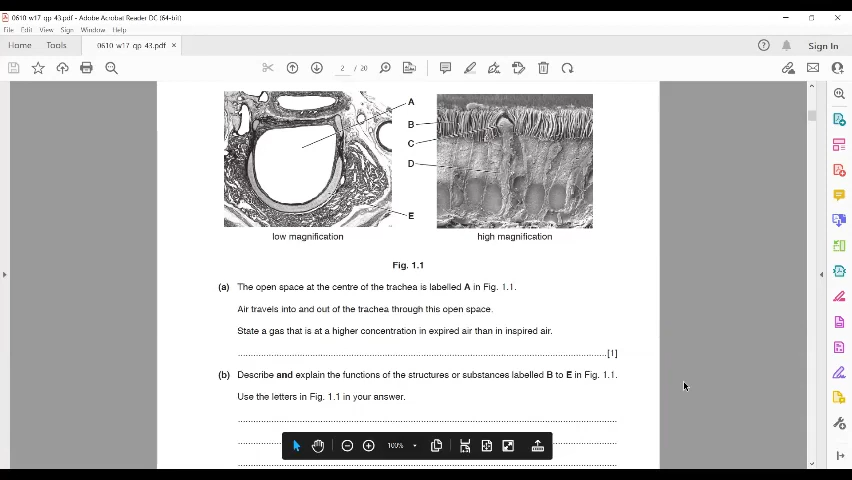 0610_w17_qp_43.pdf - Adobe Acrobat Reader DC (64-bit)
File Edit View Sign Window Help
Home Tools 0610_w17_qp_43.pdf × Sign In
2 / 20
A
B
C
D
E
low magnification high magnification
Fig. 1.1
(a) The open space at the centre of the trachea is labelled A in Fig. 1.1.
Air travels into and out of the trachea through this open space.
State a gas that is at a higher concentration in expired air than in inspired air.
[1]
(b) Describe and explain the functions of the structures or substances labelled B to E in Fig. 1.1.
Use the letters in Fig. 1.1 in your answer.
100%